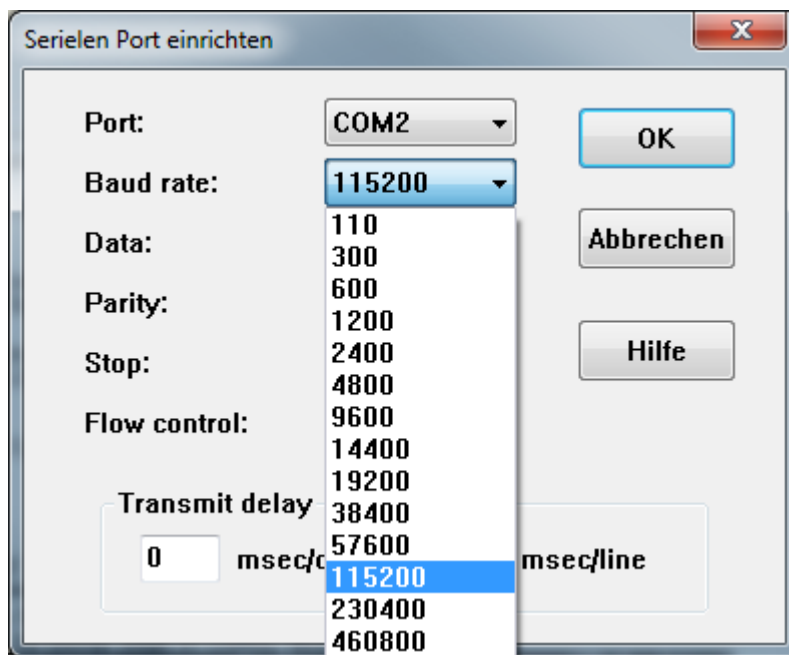 Serielen Port einrichten
Port: COM2 OK
Baud rate: 115200
110
Data: Abbrechen
300
600
Parity:
1200
2400 Hilfe
Stop:
4800
9600
Flow control:
14400
19200
Transmit delay
38400
57600
0 msec/c msec/line
115200
230400
460800